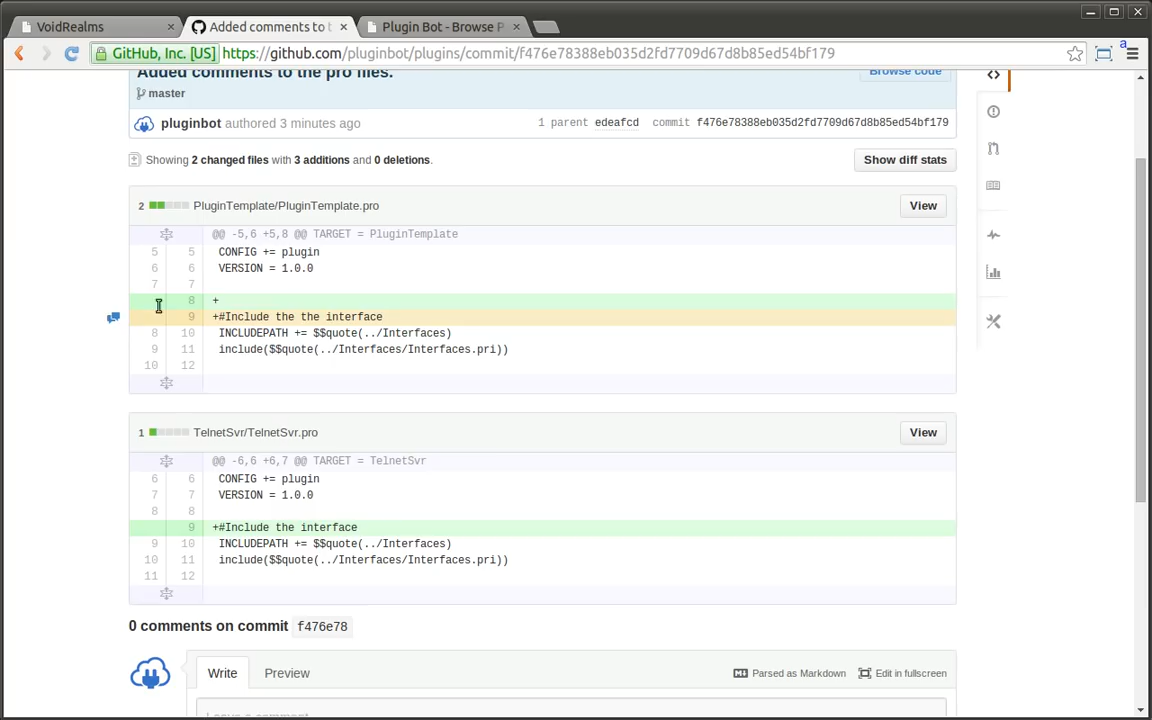 VoidRealms × Added comments to t × Plugin Bot - Browse P ×
GitHub, Inc. [US] https://github.com/pluginbot/plugins/commit/f476e78388eb035d2fd7709d67d8b85ed54bf179
a
Added comments to the pro files.
Browse code
master
pluginbot authored 3 minutes ago 1 parent edeafcd commit f476e78388eb035d2fd7709d67d8b85ed54bf179
Showing 2 changed files with 3 additions and 0 deletions.
Show diff stats
2 PluginTemplate/PluginTemplate.pro View
@@ -5,6 +5,8 @@ TARGET = PluginTemplate
5 5 CONFIG += plugin
6 6 VERSION = 1.0.0
7 7
8 +
9 +#Include the the interface
8 10 INCLUDEPATH += $$quote(../Interfaces)
9 11 include($$quote(../Interfaces/Interfaces.pri))
10 12
1 TelnetSvr/TelnetSvr.pro View
@@ -6,6 +6,7 @@ TARGET = TelnetSvr
6 6 CONFIG += plugin
7 7 VERSION = 1.0.0
8 8
9 +#Include the interface
9 10 INCLUDEPATH += $$quote(../Interfaces)
10 11 include($$quote(../Interfaces/Interfaces.pri))
11 12
0 comments on commit f476e78
Write Preview Parsed as Markdown Edit in fullscreen
Leave a comment